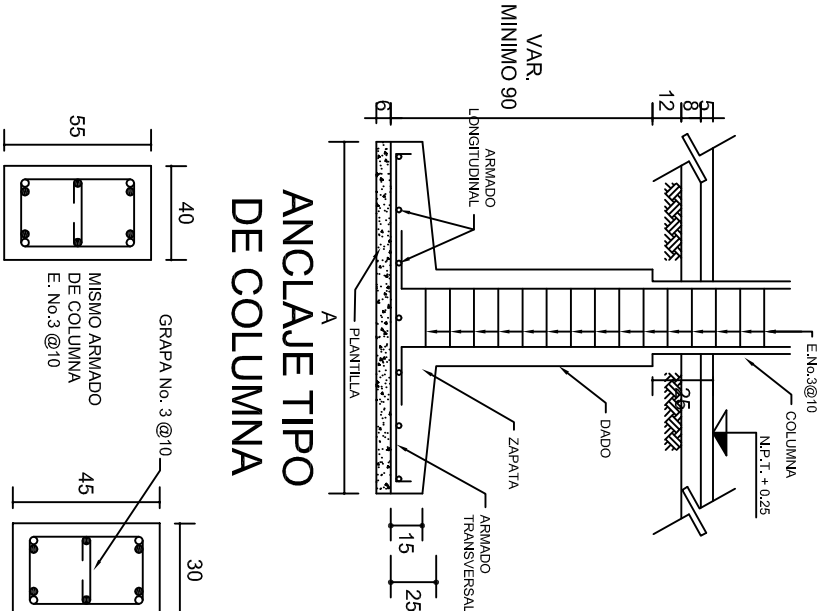 VAR.
MINIMO 90
12
8
5
6
ARMADO
LONGITUDINAL
E.No.3@10
COLUMNA
25
N.P.T. + 0.25
DADO
ZAPATA
ARMADO
TRANSVERSAL
PLANTILLA
A
15
25
ANCLAJE TIPO
DE COLUMNA
55
40
MISMO ARMADO
DE COLUMNA
E. No.3 @10
GRAPA No. 3 @10
45
30